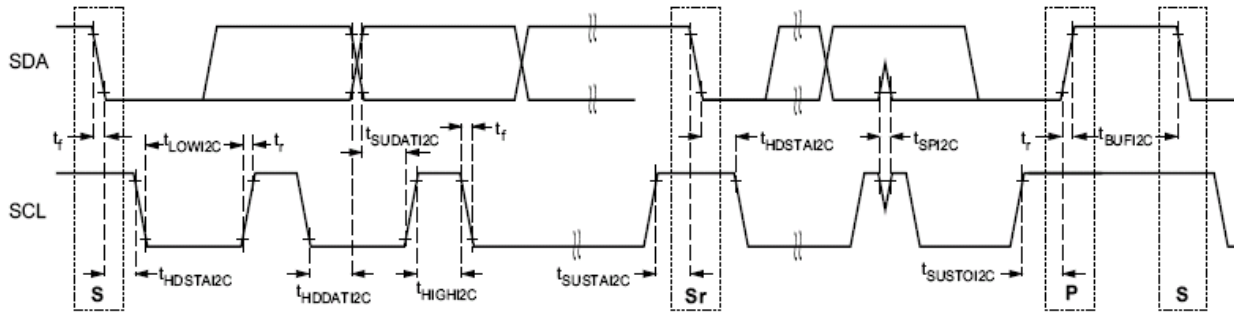 SDA
t_f t_LOWI2C t_r t_SUDATI2C t_f t_HDSTAI2C t_SPI2C t_r t_BUFI2C
SCL
t_HDSTAI2C t_HDDATI2C t_HIGHI2C t_SUSTAI2C t_SUSTOI2C
S Sr P S